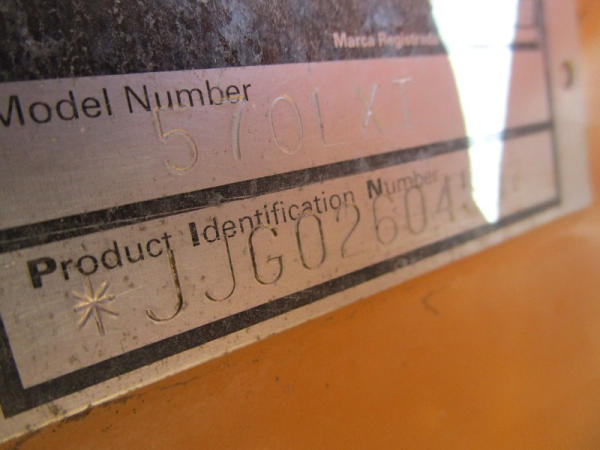 Marca Registrada
Model Number
570LXT
Product Identification Number
*JJG02604